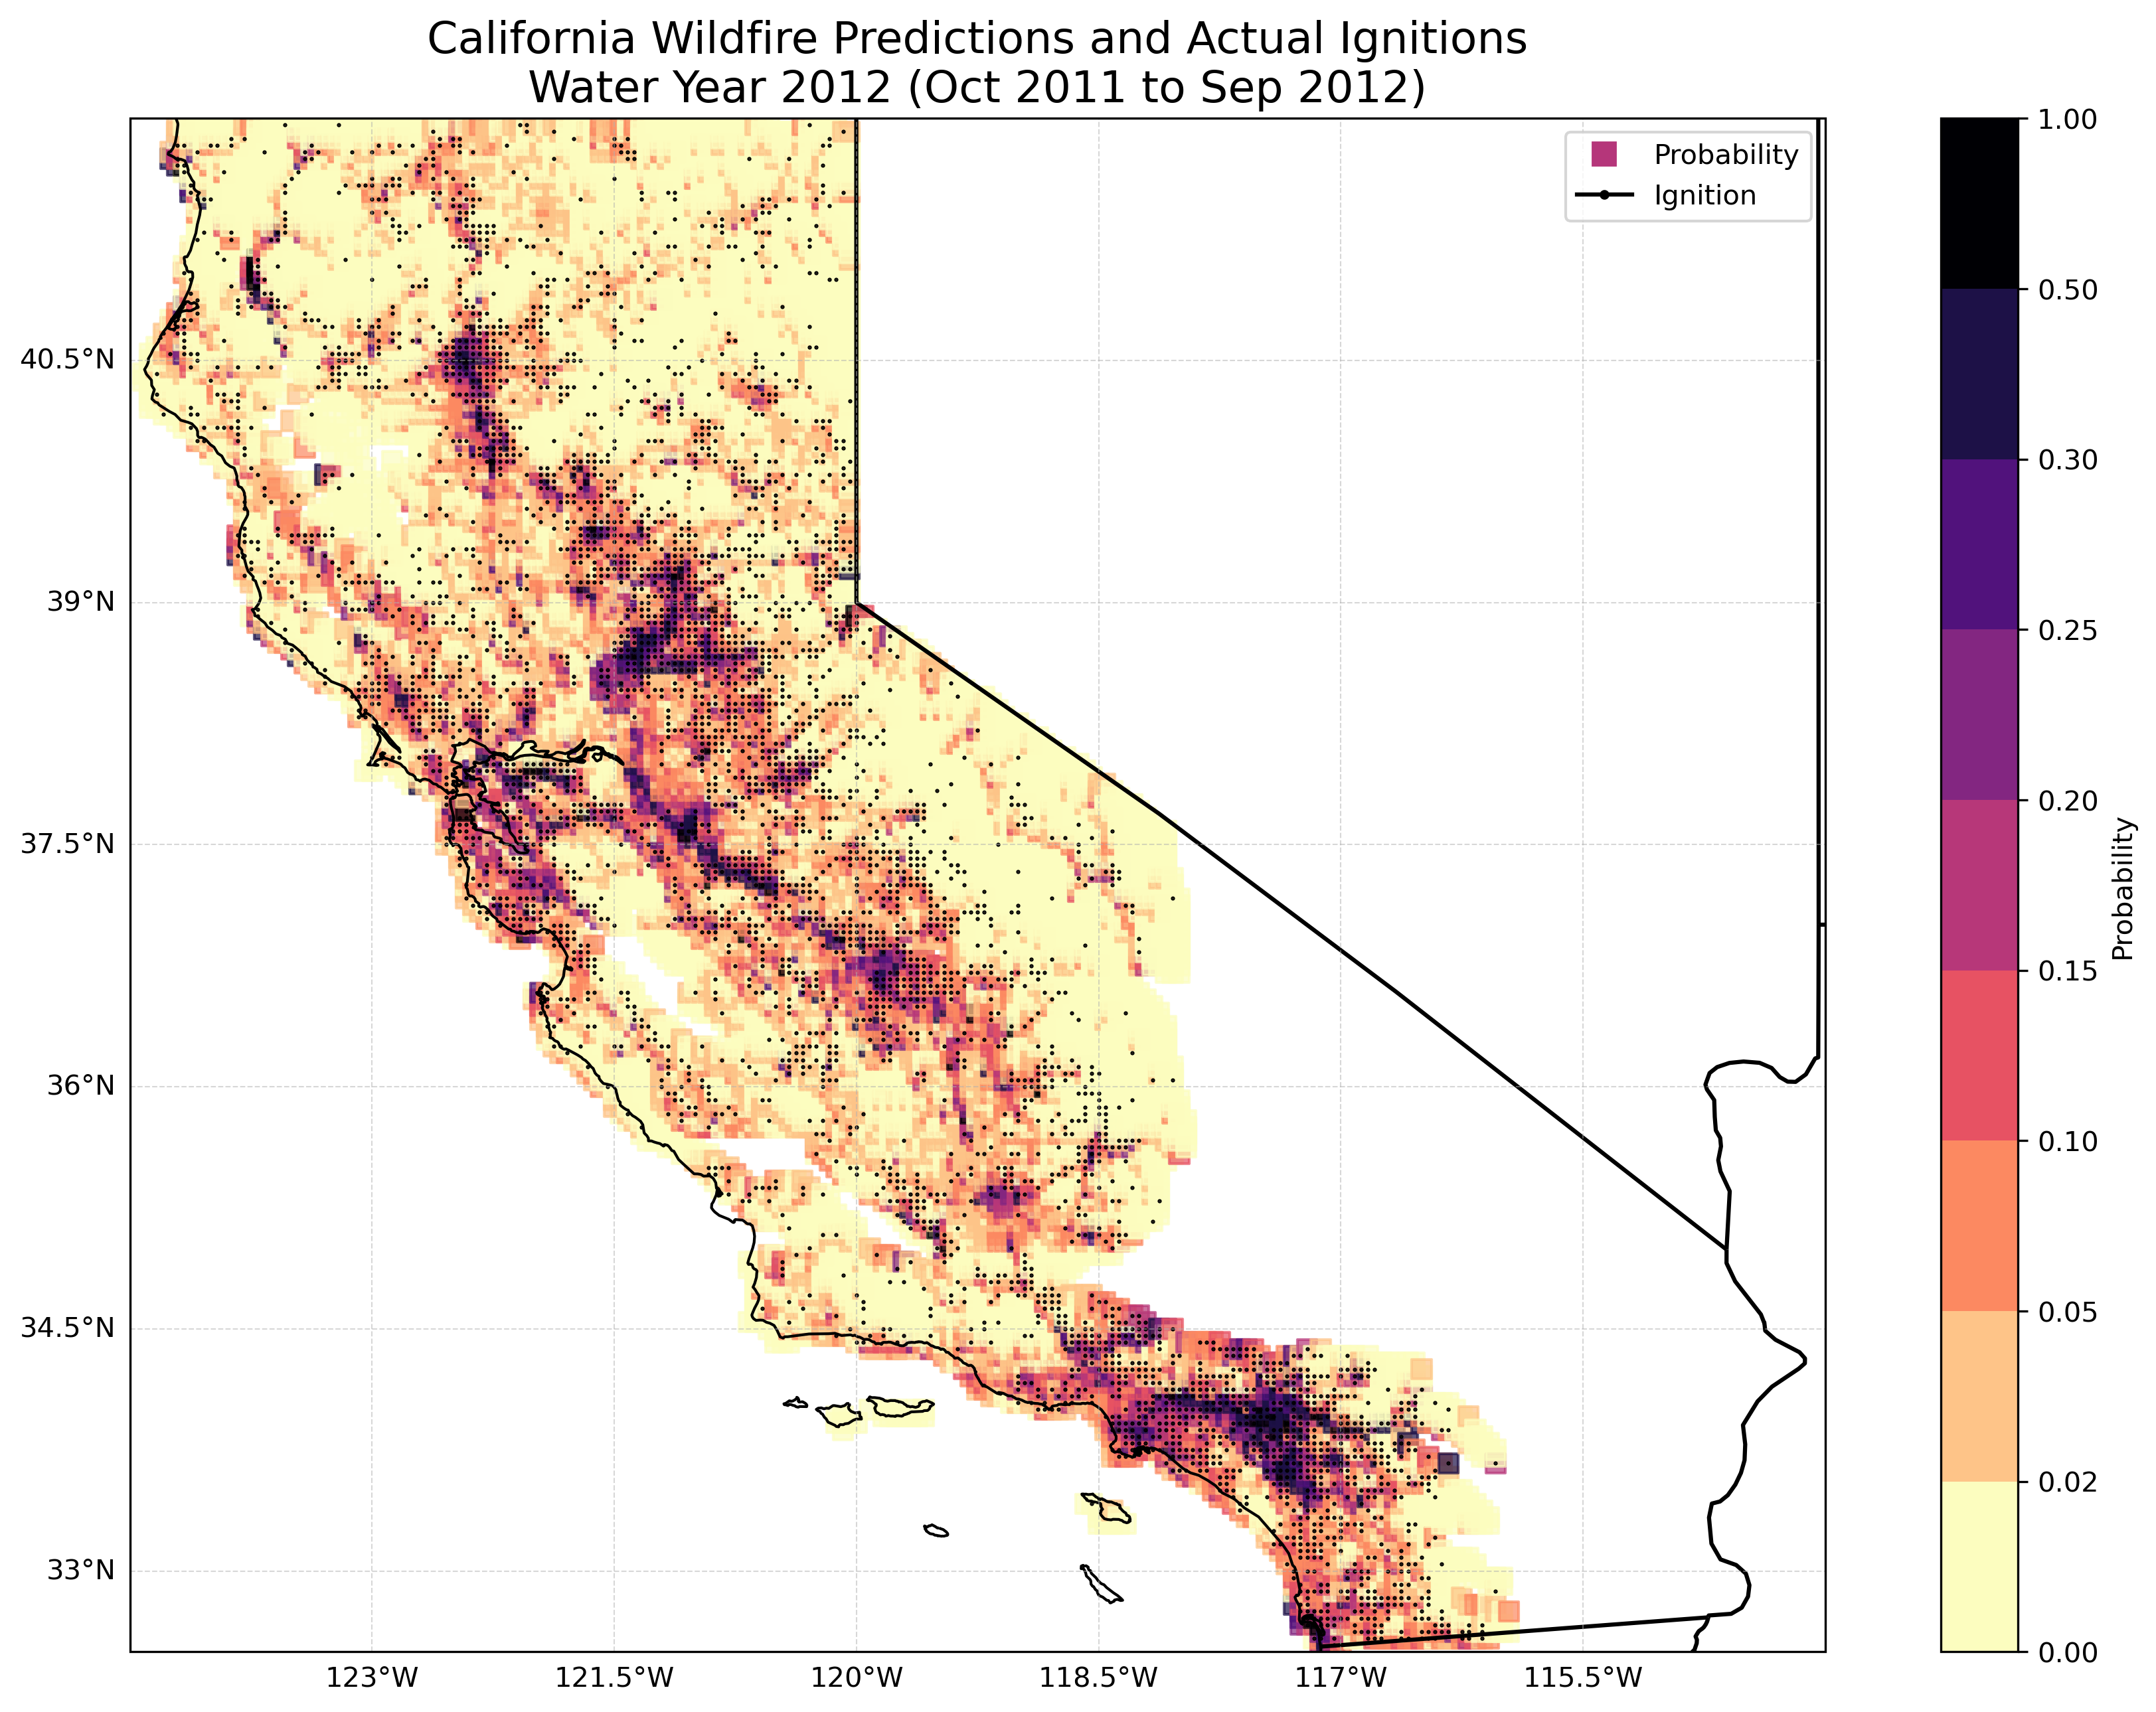 California Wildfire Predictions and Actual Ignitions
Water Year 2012 (Oct 2011 to Sep 2012)
Probability
Ignition
40.5°N
39°N
37.5°N
36°N
34.5°N
33°N
123°W
121.5°W
120°W
118.5°W
117°W
115.5°W
1.00
0.50
0.30
0.25
0.20
0.15
0.10
0.05
0.02
0.00
Probability